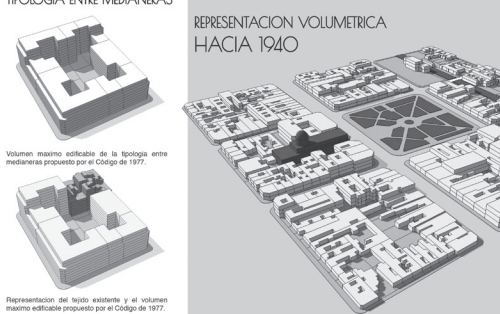 TIPOLOGIA ENTRE MEDIANERAS
Volumen maximo edificable de la tipologia entre
medianeras propuesto por el Código de 1977.
Representacion del tejido existente y el volumen
maximo edificable propuesto por el Código de 1977.
REPRESENTACION VOLUMETRICA
HACIA 1940